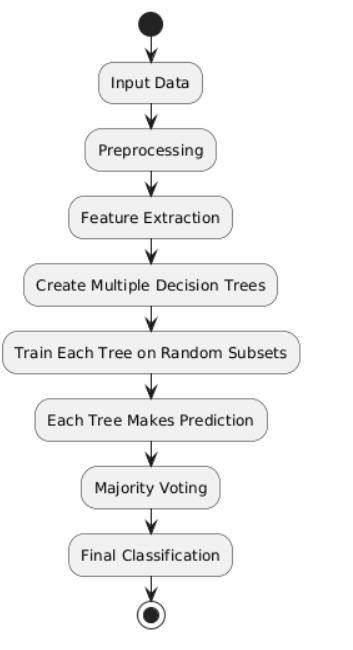 Input Data
Preprocessing
Feature Extraction
Create Multiple Decision Trees
Train Each Tree on Random Subsets
Each Tree Makes Prediction
Majority Voting
Final Classification